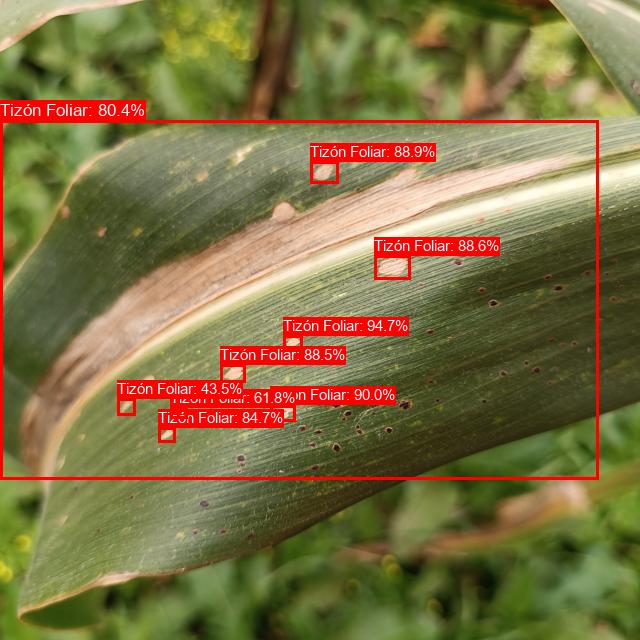 Tizón Foliar: 80.4%
Tizón Foliar: 88.9%
Tizón Foliar: 88.6%
Tizón Foliar: 94.7%
Tizón Foliar: 88.5%
Tizón Foliar: 43.5%
Foliar: 61.8%
Foliar: 90.0%
Tizón Foliar: 84.7%